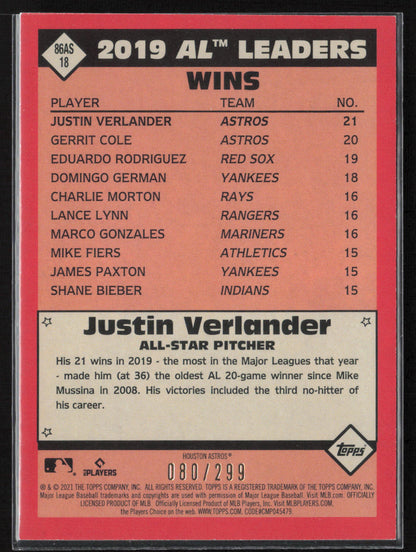 86AS
18
2019 AL™ LEADERS
WINS
PLAYER TEAM NO.
JUSTIN VERLANDER ASTROS 21
GERRIT COLE ASTROS 20
EDUARDO RODRIGUEZ RED SOX 19
DOMINGO GERMAN YANKEES 18
CHARLIE MORTON RAYS 16
LANCE LYNN RANGERS 16
MARCO GONZALES MARINERS 16
MIKE FIERS ATHLETICS 15
JAMES PAXTON YANKEES 15
SHANE BIEBER INDIANS 15
Justin Verlander
ALL-STAR PITCHER
His 21 wins in 2019 - the most in the Major Leagues that year
- made him (at 36) the oldest AL 20-game winner since Mike
Mussina in 2008. His victories included the third no-hitter of
his career.
Topps
HOUSTON ASTROS®
080/299
PLAYERS
® & © 2021 THE TOPPS COMPANY, INC. ALL RIGHTS RESERVED. TOPPS IS A REGISTERED TRADEMARK OF THE TOPPS COMPANY, INC.
Major League Baseball trademarks and copyrights are used with permission of Major League Baseball. Visit MLB.com. OFFICIALLY
LICENSED PRODUCT OF MLB PLAYERS, INC. Visit MLBPLAYERS.COM,
the Players Choice on the web. WWW.TOPPS.COM. CODE#CMP045479